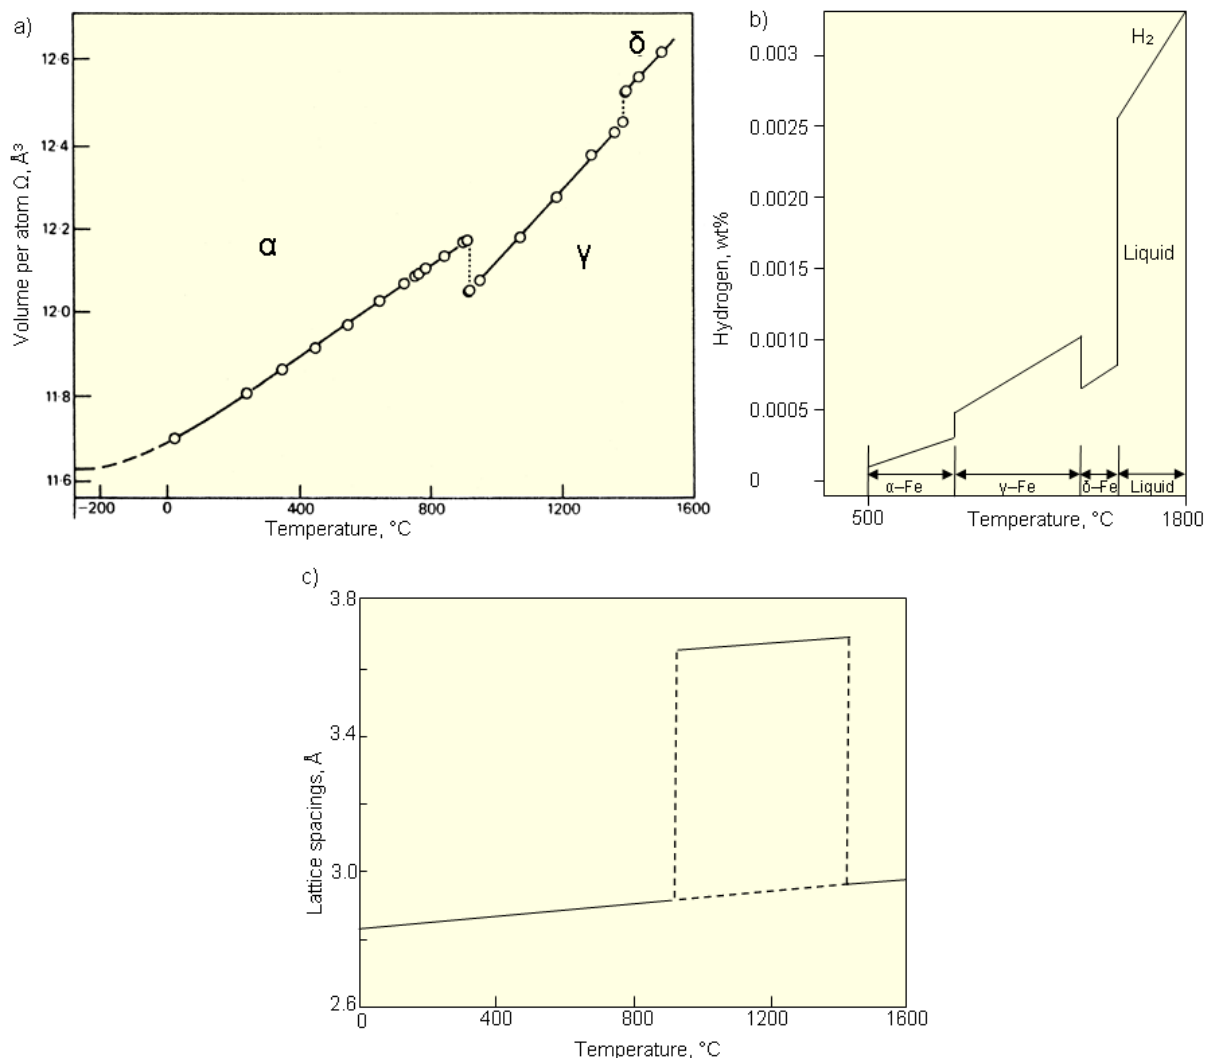 a)
12·6
12·4
12·2
12·0
11·8
11·6
Volume per atom Ω, Å³
α
γ
δ
−200
0
400
800
1200
1600
Temperature, °C
b)
0.003
0.0025
0.0020
0.0015
0.0010
0.0005
0
Hydrogen, wt%
H₂
Liquid
α–Fe
γ–Fe
δ–Fe
Liquid
500
Temperature, °C
1800
c)
3.8
3.4
3.0
2.6
Lattice spacings, Å
0
400
800
1200
1600
Temperature, °C